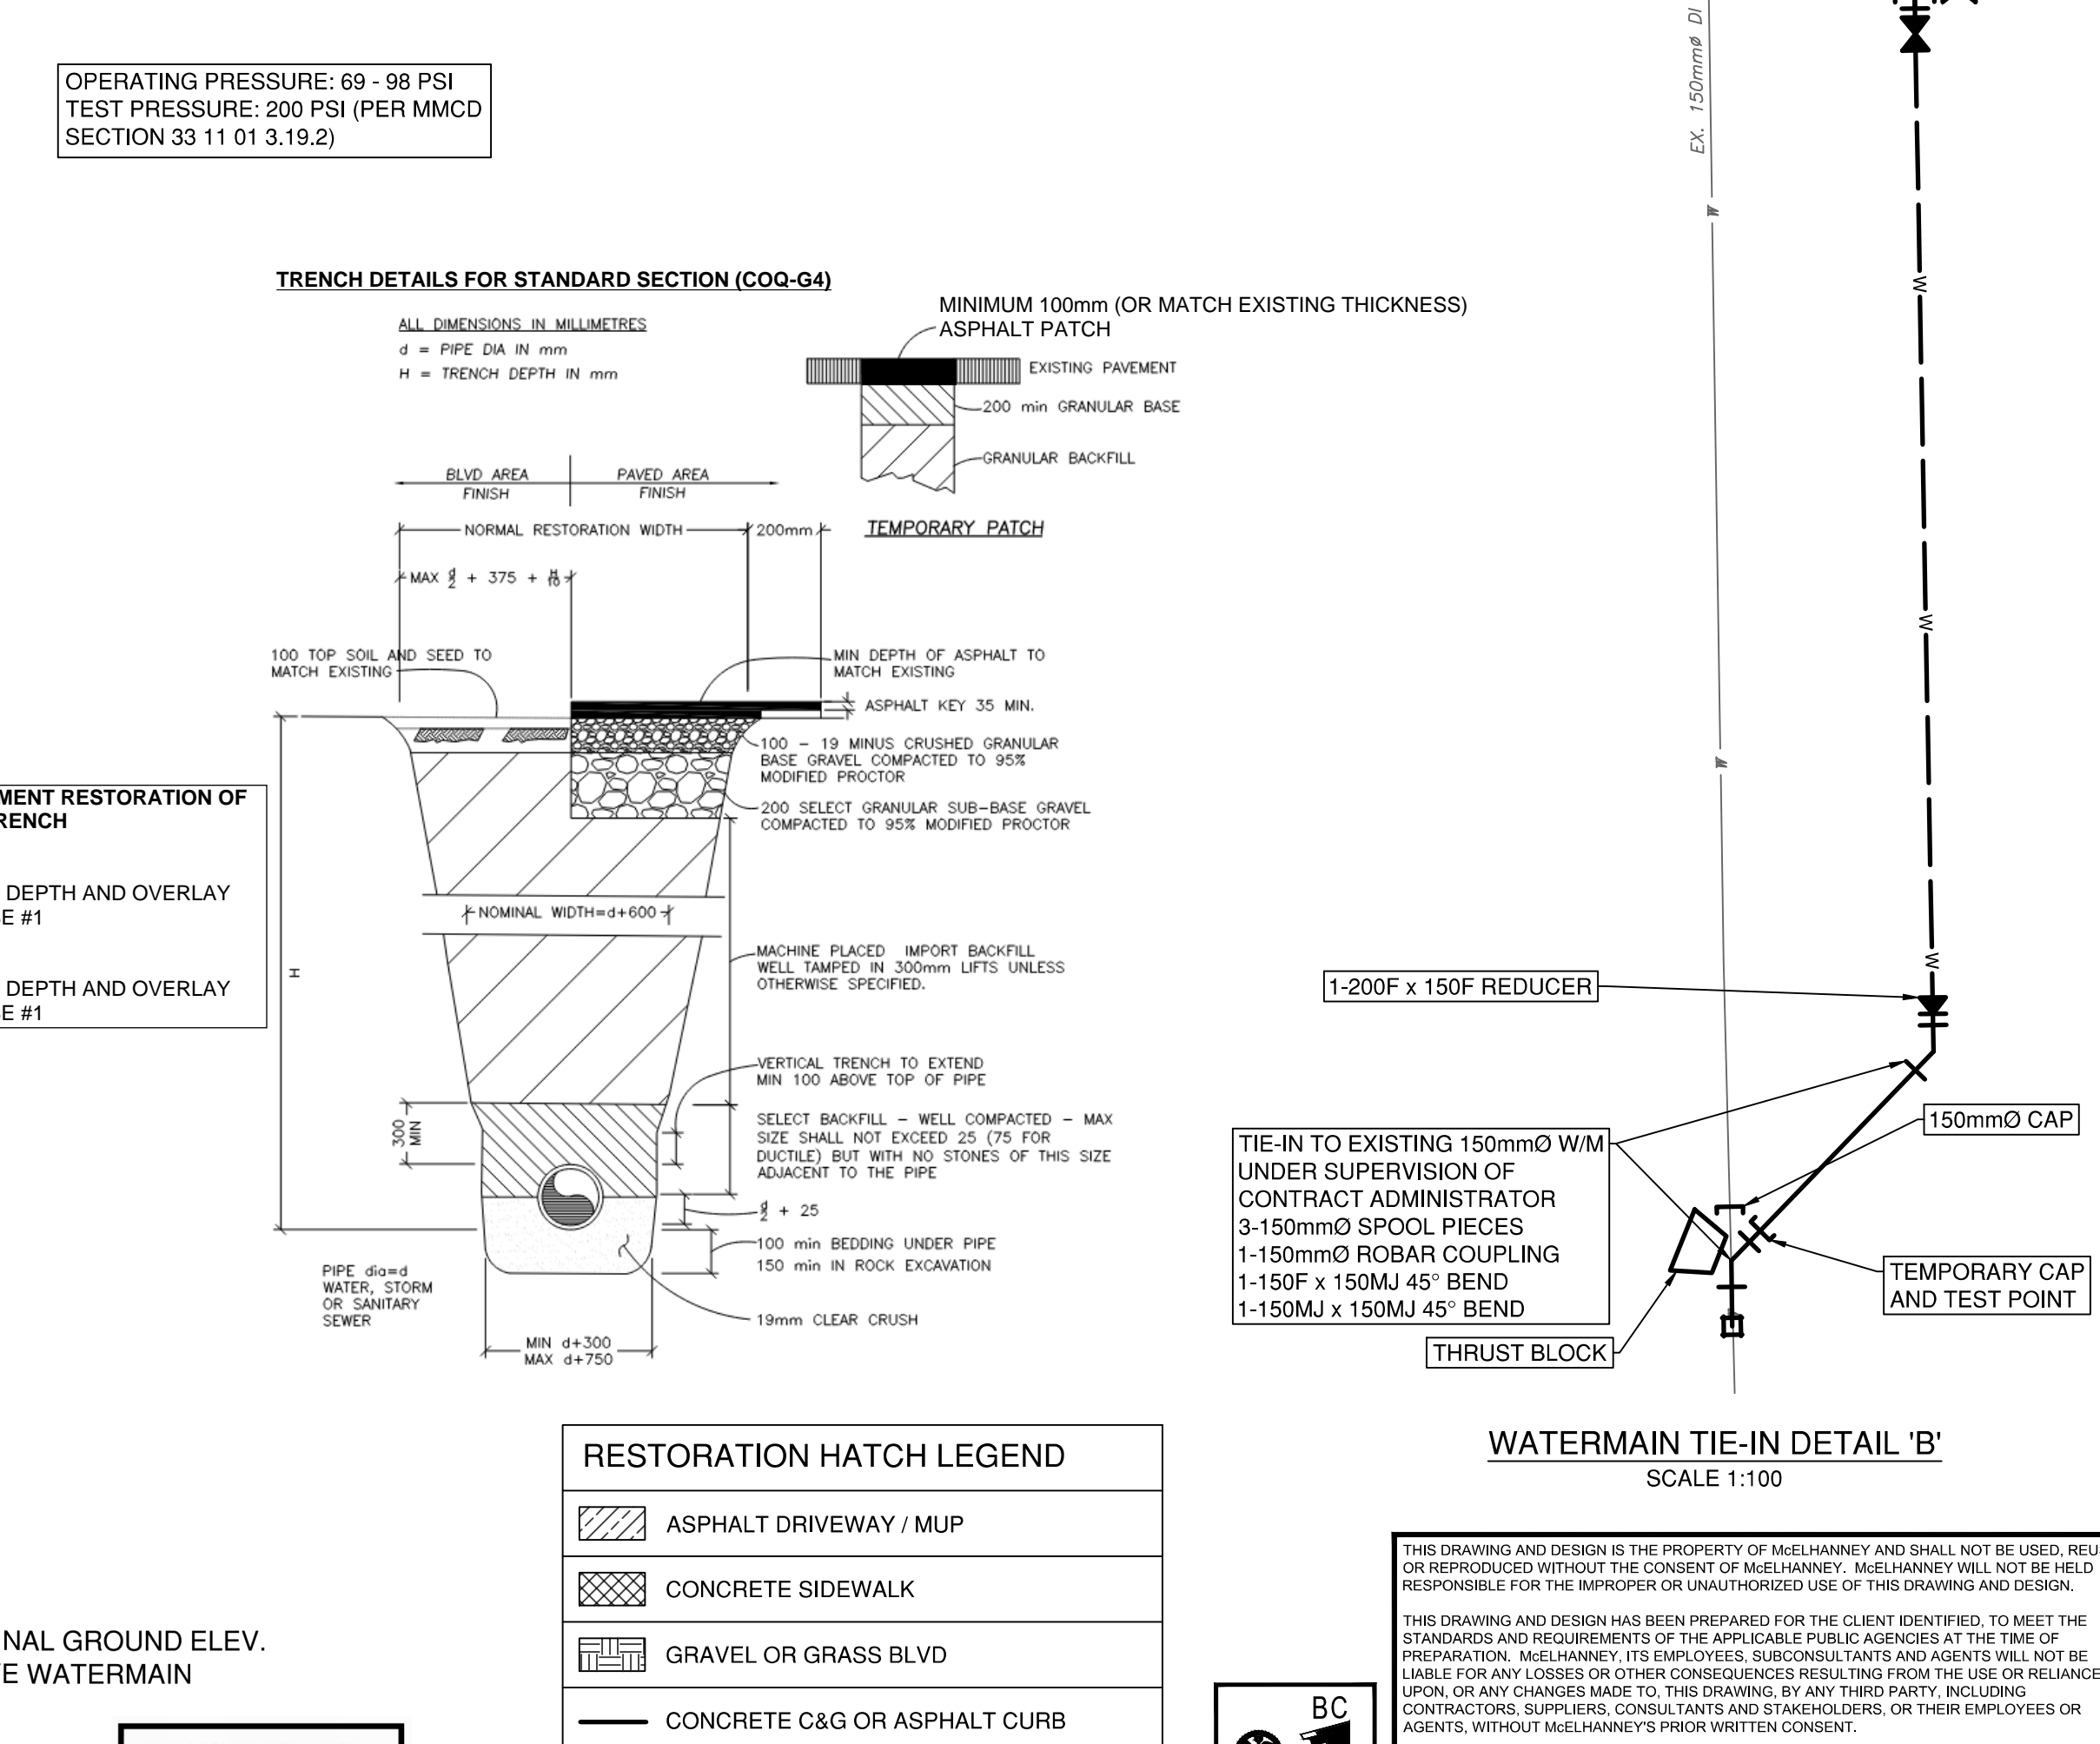 OPERATING PRESSURE: 69 - 98 PSI
TEST PRESSURE: 200 PSI (PER MMCD
SECTION 33 11 01 3.19.2)
TRENCH DETAILS FOR STANDARD SECTION (COQ-G4)
ALL DIMENSIONS IN MILLIMETRES
d = PIPE DIA IN mm
H = TRENCH DEPTH IN mm
MINIMUM 100mm (OR MATCH EXISTING THICKNESS)
ASPHALT PATCH
EXISTING PAVEMENT
200 min GRANULAR BASE
GRANULAR BACKFILL
TEMPORARY PATCH
BLVD AREA
FINISH
PAVED AREA
FINISH
NORMAL RESTORATION WIDTH
200mm
MAX d/2 + 375 + H/10
100 TOP SOIL AND SEED TO
MATCH EXISTING
MIN DEPTH OF ASPHALT TO
MATCH EXISTING
ASPHALT KEY 35 MIN.
100 – 19 MINUS CRUSHED GRANULAR
BASE GRAVEL COMPACTED TO 95%
MODIFIED PROCTOR
200 SELECT GRANULAR SUB-BASE GRAVEL
COMPACTED TO 95% MODIFIED PROCTOR
NOMINAL WIDTH=d+600
H
MACHINE PLACED IMPORT BACKFILL
WELL TAMPED IN 300mm LIFTS UNLESS
OTHERWISE SPECIFIED.
VERTICAL TRENCH TO EXTEND
MIN 100 ABOVE TOP OF PIPE
300
MIN
SELECT BACKFILL – WELL COMPACTED – MAX
SIZE SHALL NOT EXCEED 25 (75 FOR
DUCTILE) BUT WITH NO STONES OF THIS SIZE
ADJACENT TO THE PIPE
d/2 + 25
100 min BEDDING UNDER PIPE
150 min IN ROCK EXCAVATION
PIPE dia=d
WATER, STORM
OR SANITARY
SEWER
19mm CLEAR CRUSH
MIN d+300
MAX d+750
MENT RESTORATION OF
RENCH
DEPTH AND OVERLAY
E #1
DEPTH AND OVERLAY
E #1
EX. 150mmØ DI
W
W
W
W
W
1-200F x 150F REDUCER
150mmØ CAP
TIE-IN TO EXISTING 150mmØ W/M
UNDER SUPERVISION OF
CONTRACT ADMINISTRATOR
3-150mmØ SPOOL PIECES
1-150mmØ ROBAR COUPLING
1-150F x 150MJ 45° BEND
1-150MJ x 150MJ 45° BEND
TEMPORARY CAP
AND TEST POINT
THRUST BLOCK
WATERMAIN TIE-IN DETAIL 'B'
SCALE 1:100
RESTORATION HATCH LEGEND
ASPHALT DRIVEWAY / MUP
CONCRETE SIDEWALK
GRAVEL OR GRASS BLVD
CONCRETE C&G OR ASPHALT CURB
NAL GROUND ELEV.
E WATERMAIN
BC
THIS DRAWING AND DESIGN IS THE PROPERTY OF McELHANNEY AND SHALL NOT BE USED, REU
OR REPRODUCED WITHOUT THE CONSENT OF McELHANNEY. McELHANNEY WILL NOT BE HELD
RESPONSIBLE FOR THE IMPROPER OR UNAUTHORIZED USE OF THIS DRAWING AND DESIGN.
THIS DRAWING AND DESIGN HAS BEEN PREPARED FOR THE CLIENT IDENTIFIED, TO MEET THE
STANDARDS AND REQUIREMENTS OF THE APPLICABLE PUBLIC AGENCIES AT THE TIME OF
PREPARATION. McELHANNEY, ITS EMPLOYEES, SUBCONSULTANTS AND AGENTS WILL NOT BE
LIABLE FOR ANY LOSSES OR OTHER CONSEQUENCES RESULTING FROM THE USE OR RELIANCE
UPON, OR ANY CHANGES MADE TO, THIS DRAWING, BY ANY THIRD PARTY, INCLUDING
CONTRACTORS, SUPPLIERS, CONSULTANTS AND STAKEHOLDERS, OR THEIR EMPLOYEES OR
AGENTS, WITHOUT McELHANNEY'S PRIOR WRITTEN CONSENT.